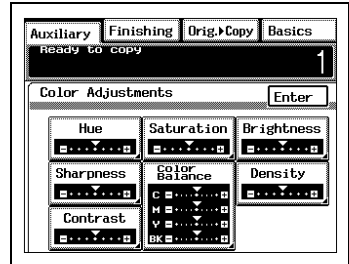 Auxiliary Finishing Orig.▸Copy Basics
Ready to copy
1
Color Adjustments Enter
Hue Saturation Brightness
Sharpness Color Balance Density
C
M
Y
BK
Contrast